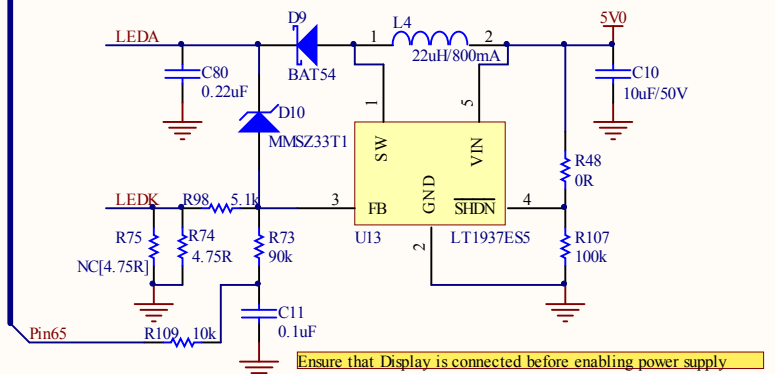 D9
L4
5V0
LEDA
1
2
C80
0.22uF
BAT54
22uH/800mA
C10
10uF/50V
D10
MMSZ33T1
1
5
SW
VIN
R48
0R
GND
LEDK
R98
5.1k
3
FB
SHDN
4
R75
NC[4.75R]
R74
4.75R
R73
90k
U13
2
LT1937ES5
R107
100k
C11
0.1uF
Pin65
R109
10k
Ensure that Display is connected before enabling power supply